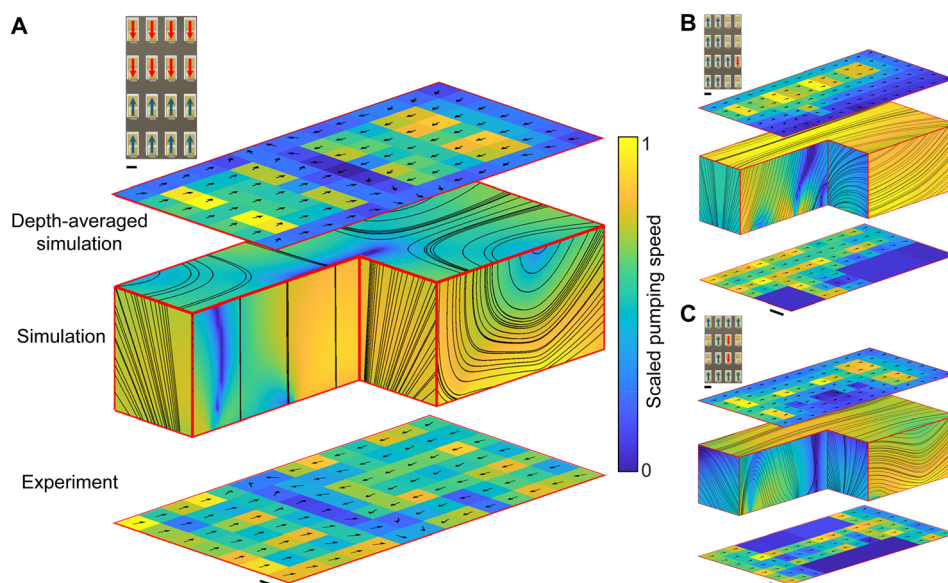 A
B
Depth-averaged
simulation
1
Scaled pumping speed
0
Simulation
C
Experiment